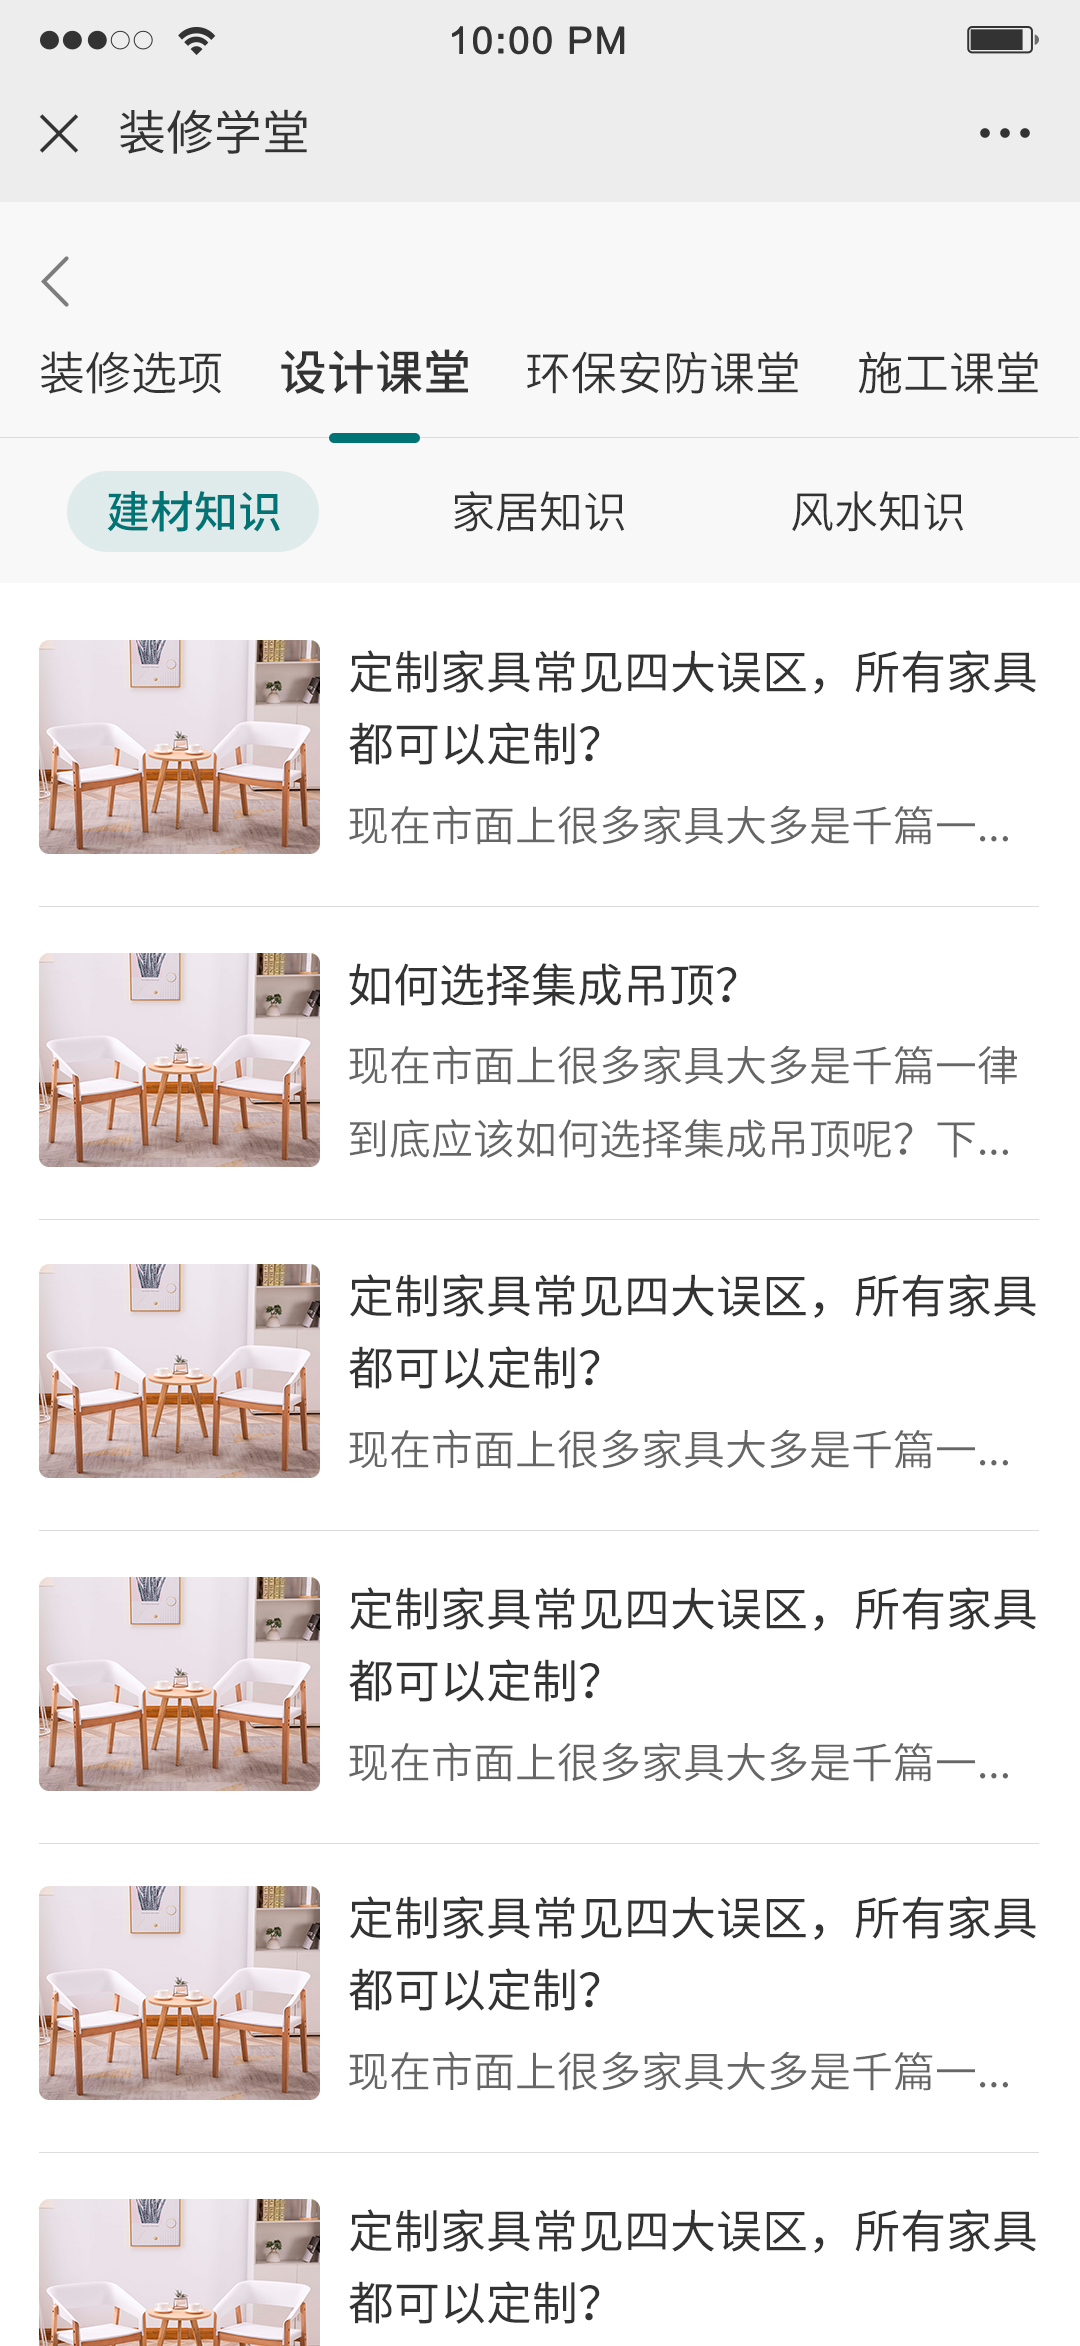 10:00 PM
装修学堂
装修选项 设计课堂 环保安防课堂 施工课堂
建材知识 家居知识 风水知识
定制家具常见四大误区，所有家具
都可以定制？
现在市面上很多家具大多是千篇一...
如何选择集成吊顶？
现在市面上很多家具大多是千篇一律
到底应该如何选择集成吊顶呢？下...
定制家具常见四大误区，所有家具
都可以定制？
现在市面上很多家具大多是千篇一...
定制家具常见四大误区，所有家具
都可以定制？
现在市面上很多家具大多是千篇一...
定制家具常见四大误区，所有家具
都可以定制？
现在市面上很多家具大多是千篇一...
定制家具常见四大误区，所有家具
都可以定制？